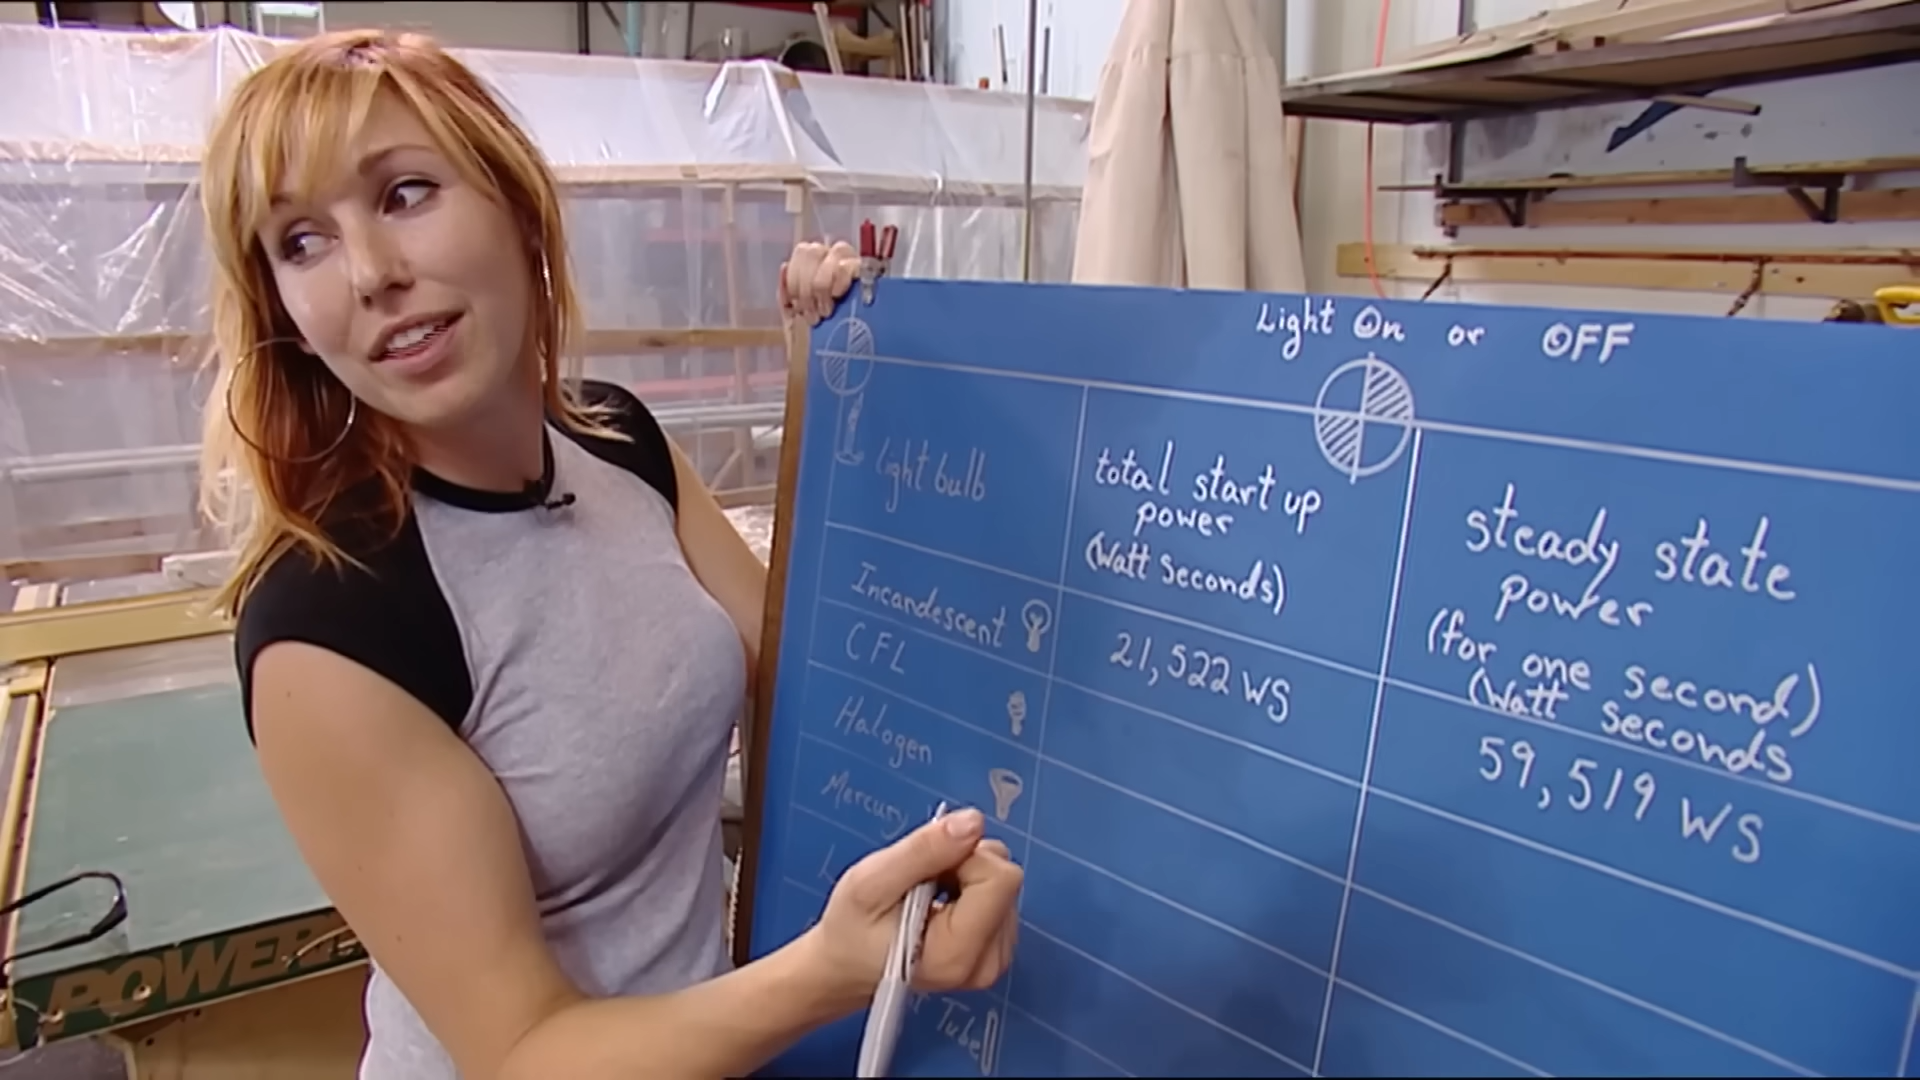 Light On or OFF
light bulb
total start up
power
(Watt Seconds)
steady state
power
(for one second)
(Watt seconds
Incandescent
21,522 WS
59,519 WS
CFL
Halogen
Mercury
Tube
POWER